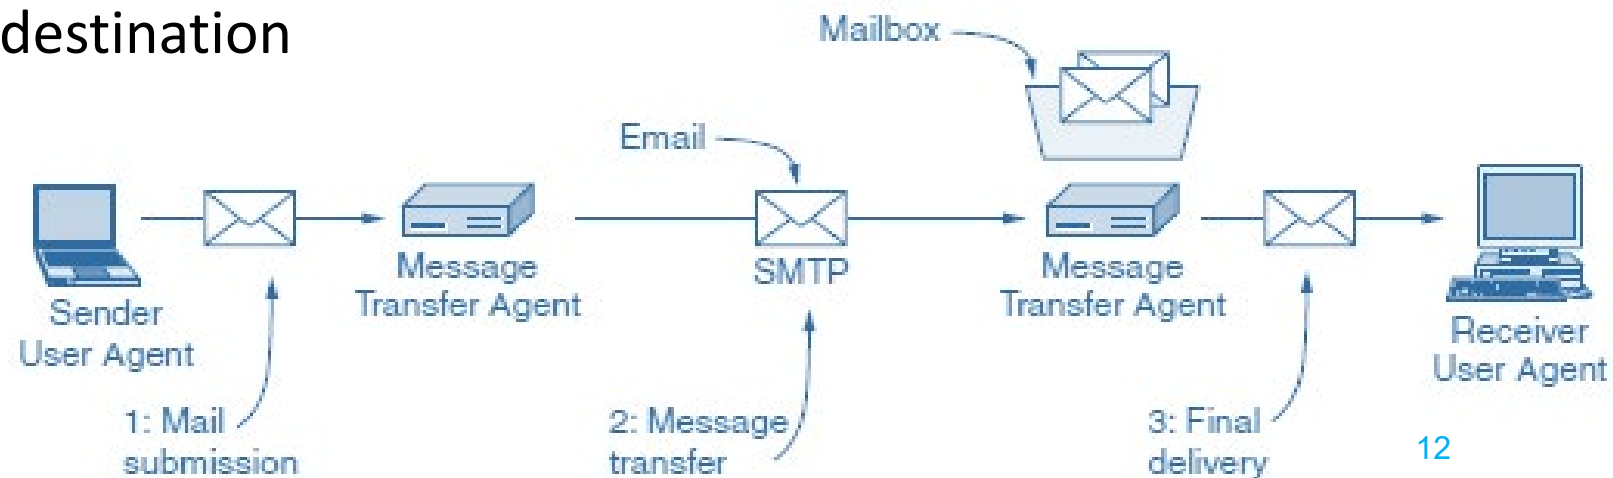 destination
Mailbox
Email
Message
Transfer Agent
SMTP
Message
Transfer Agent
Sender
User Agent
Receiver
User Agent
1: Mail
submission
2: Message
transfer
3: Final
delivery
12